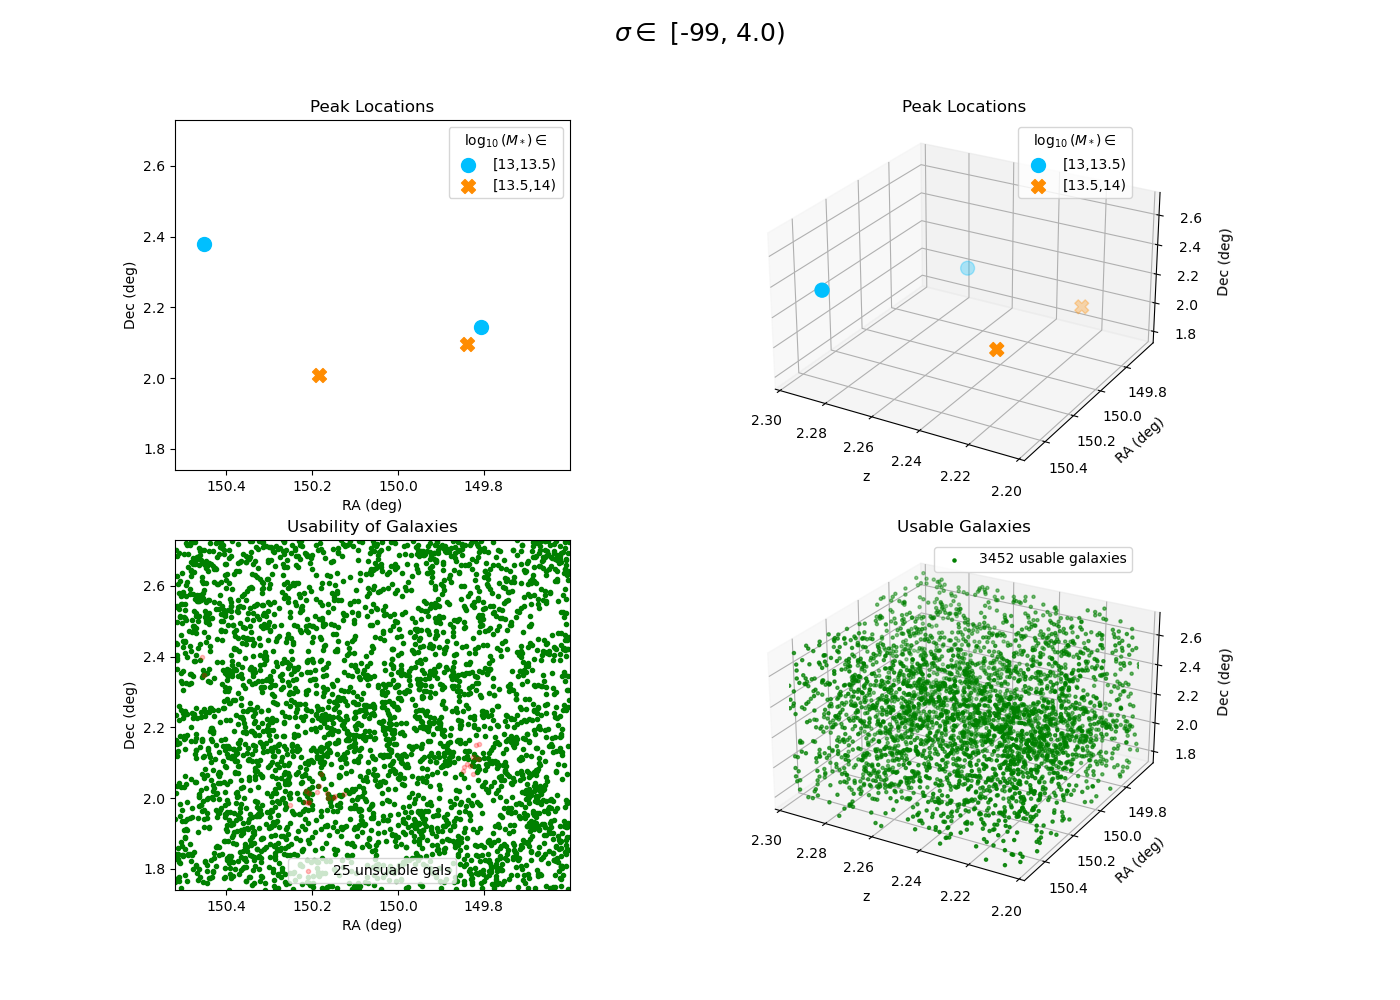 σ ∈ [-99, 4.0)
Peak Locations
log₁₀(M*) ∈
[13,13.5)
[13.5,14)
2.6
2.4
2.2
2.0
1.8
Dec (deg)
150.4 150.2 150.0 149.8
RA (deg)
Peak Locations
log₁₀(M*) ∈
[13,13.5)
[13.5,14)
2.6
2.4
2.2
2.0
1.8
Dec (deg)
149.8
150.0
150.2
150.4
RA (deg)
2.30
2.28
2.26
2.24
2.22
2.20
z
Usability of Galaxies
2.6
2.4
2.2
2.0
1.8
Dec (deg)
25 unsuable gals
150.4 150.2 150.0 149.8
RA (deg)
Usable Galaxies
3452 usable galaxies
2.6
2.4
2.2
2.0
1.8
Dec (deg)
149.8
150.0
150.2
150.4
RA (deg)
2.30
2.28
2.26
2.24
2.22
2.20
z